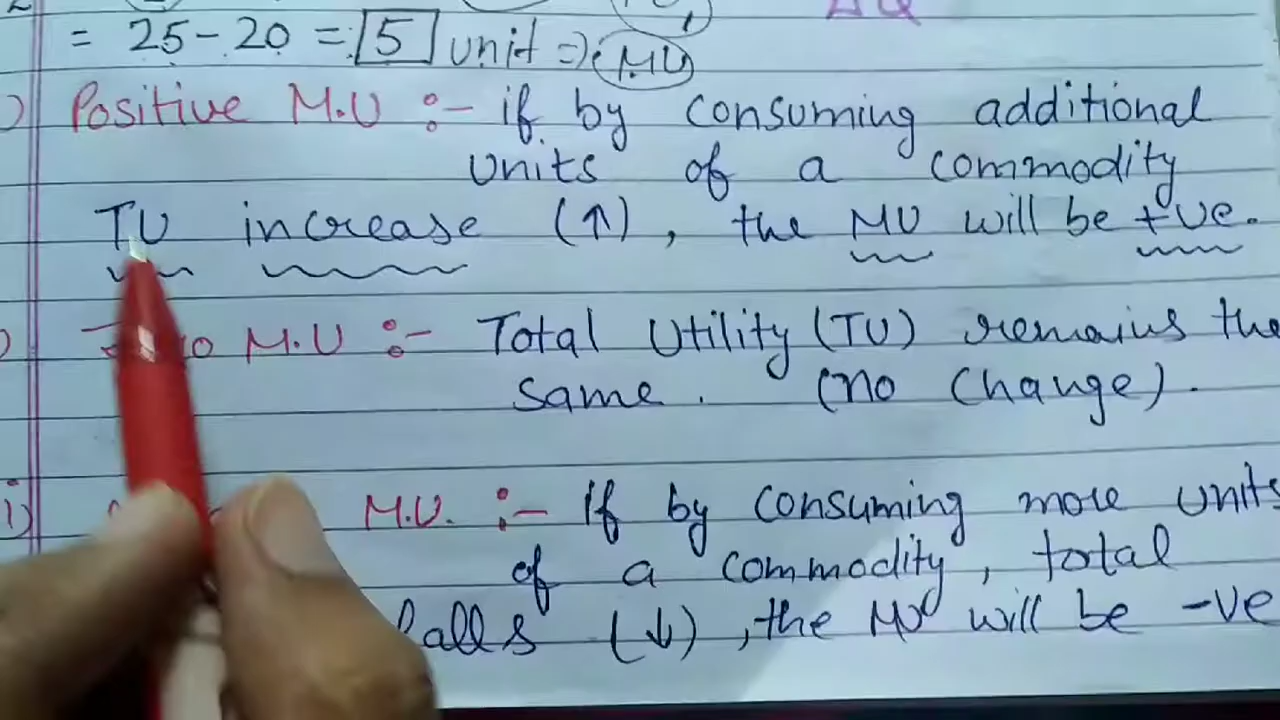 = 25 - 20 = 5 unit ⇒ MU
Positive M.U :- if by consuming additional
units of a commodity
TU increase (↑), the MU will be +ve.
M.U :- Total Utility (TU) remains the
same. (no change).
i) M.U. :- If by consuming more units
of a commodity, total
falls (↓), the MU will be -ve